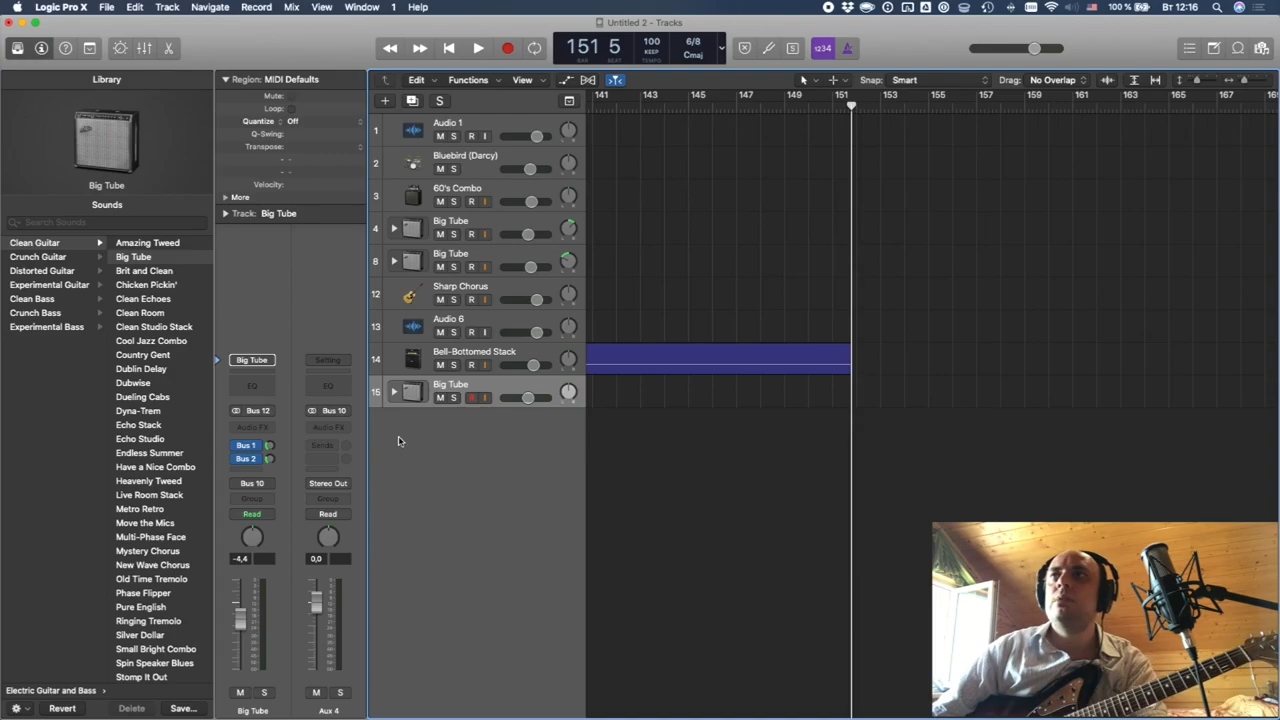 Logic Pro X File Edit Track Navigate Record Mix View Window 1 Help 100 % Вт 12:16
Untitled 2 - Tracks
151 5
BAR BEAT
100
KEEP
TEMPO
6/8
Cmaj
1234
Library
Big Tube
Sounds
Search Sounds
Clean Guitar
Crunch Guitar
Distorted Guitar
Experimental Guitar
Clean Bass
Crunch Bass
Experimental Bass
Amazing Tweed
Big Tube
Brit and Clean
Chicken Pickin'
Clean Echoes
Clean Room
Clean Studio Stack
Cool Jazz Combo
Country Gent
Dublin Delay
Dubwise
Dueling Cabs
Dyna-Trem
Echo Stack
Echo Studio
Endless Summer
Have a Nice Combo
Heavenly Tweed
Live Room Stack
Metro Retro
Move the Mics
Multi-Phase Face
Mystery Chorus
New Wave Chorus
Old Time Tremolo
Phase Flipper
Pure English
Ringing Tremolo
Silver Dollar
Small Bright Combo
Spin Speaker Blues
Stomp It Out
Electric Guitar and Bass
Revert Delete Save...
Region: MIDI Defaults
Mute:
Loop:
Quantize Off
Q-Swing:
Transpose:
Velocity:
More
Track: Big Tube
Big Tube Setting
EQ EQ
Bus 12 Bus 10
Audio FX Audio FX
Bus 1 Sends
Bus 2
Bus 10 Stereo Out
Group Group
Read Read
-4,4 0,0
M S M S
Big Tube Aux 4
Edit Functions View Snap: Smart Drag: No Overlap
S
141 143 145 147 149 151 153 155 157 159 161 163 165 167
1 Audio 1
M S R I
2 Bluebird (Darcy)
M S
3 60's Combo
M S R I
4 Big Tube
M S R I
8 Big Tube
M S R I
12 Sharp Chorus
M S R I
13 Audio 6
M S R I
14 Bell-Bottomed Stack
M S R I
15 Big Tube
M S R I